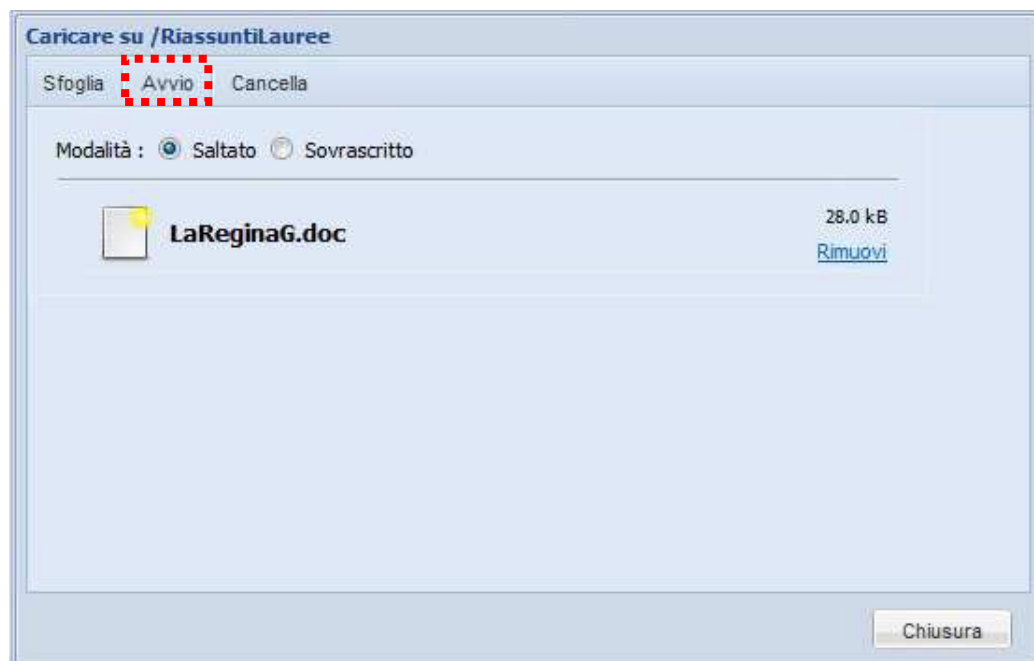 Caricare su /RiassuntiLauree
Sfoglia Avvio Cancella
Modalità : Saltato Sovrascritto
LaReginaG.doc 28.0 kB
Rimuovi
Chiusura